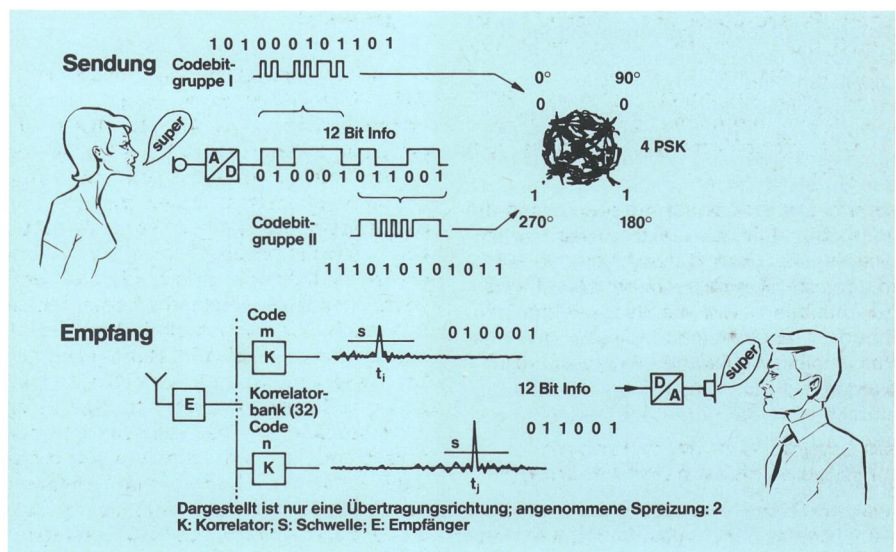 1 0 1 0 0 0 1 0 1 1 0 1
Sendung
Codebit-
gruppe I
0° 90°
0 0
super
12 Bit Info
A
D
4 PSK
0 1 0 0 0 1 0 1 1 0 0 1
1 1
270° 180°
Codebit-
gruppe II
1 1 1 0 1 0 1 0 1 0 1 1
Empfang
Code
m
K
s
t_i
0 1 0 0 0 1
super
12 Bit Info
D
A
E
Korrelator-
bank (32)
Code
n
K
s
t_j
0 1 1 0 0 1
Dargestellt ist nur eine Übertragungsrichtung; angenommene Spreizung: 2
K: Korrelator; S: Schwelle; E: Empfänger